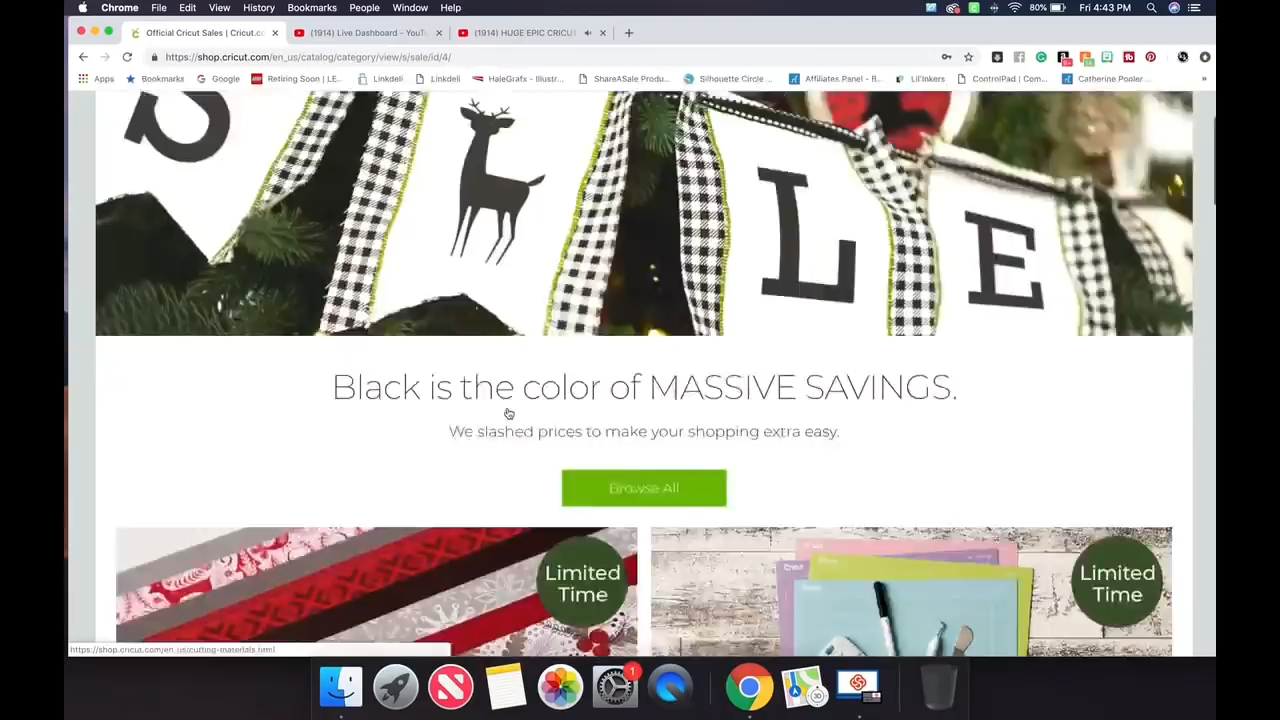 Chrome File Edit View History Bookmarks People Window Help 80% Fri 4:43 PM
Official Cricut Sales | Cricut.co (1914) Live Dashboard - YouTu (1914) HUGE EPIC CRICUT
https://shop.cricut.com/en_us/catalog/category/view/s/sale/id/4/
Apps Bookmarks Google Retiring Soon | LE... Linkdeli Linkdeli HaleGrafx - Illustr... ShareASale Produ... Silhouette Circle ... Affiliates Panel - R... Lil'Inkers ControlPad | Com... Catherine Pooler... »
S L E
Black is the color of MASSIVE SAVINGS.
We slashed prices to make your shopping extra easy.
Browse All
Limited
Time
Limited
Time
https://shop.cricut.com/en_us/cutting-materials.html
1